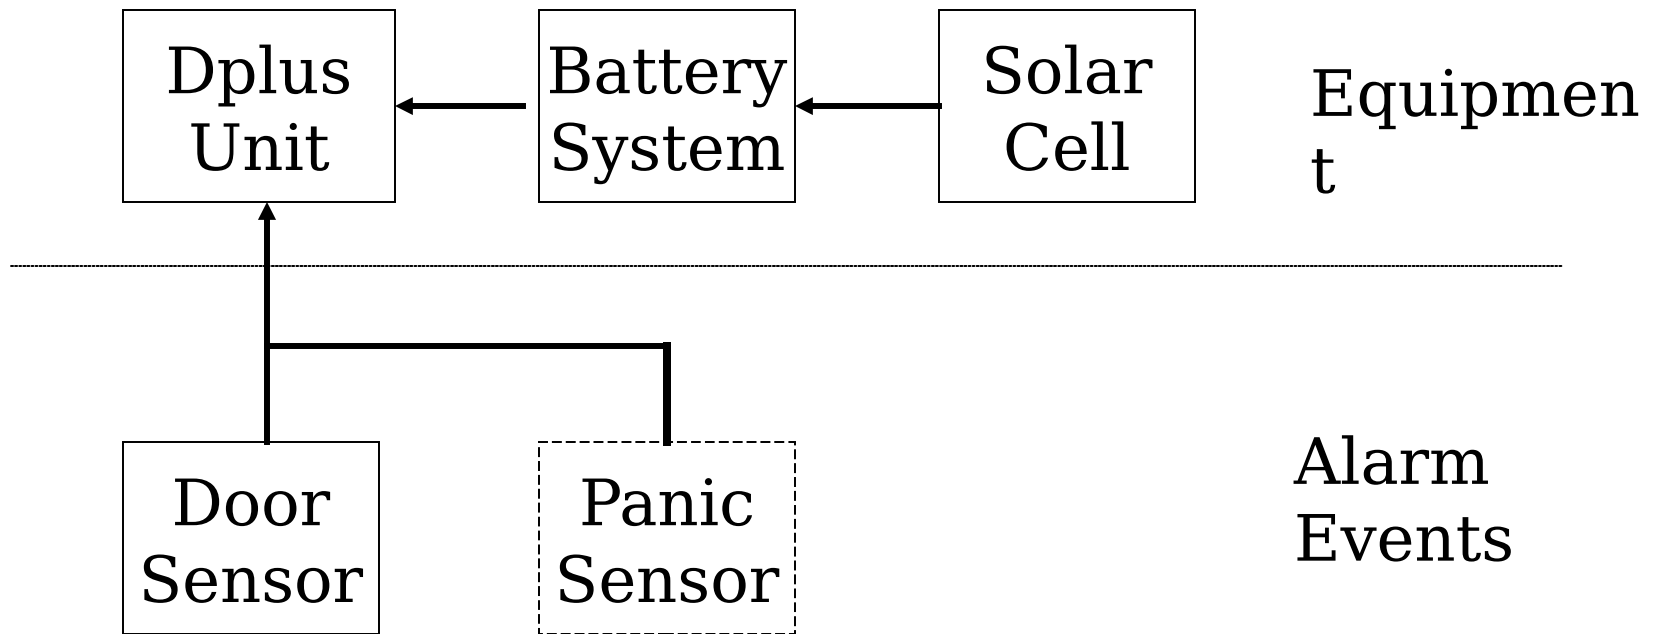 Dplus
Unit
Battery
System
Solar
Cell
Equipmen
t
Door
Sensor
Panic
Sensor
Alarm
Events